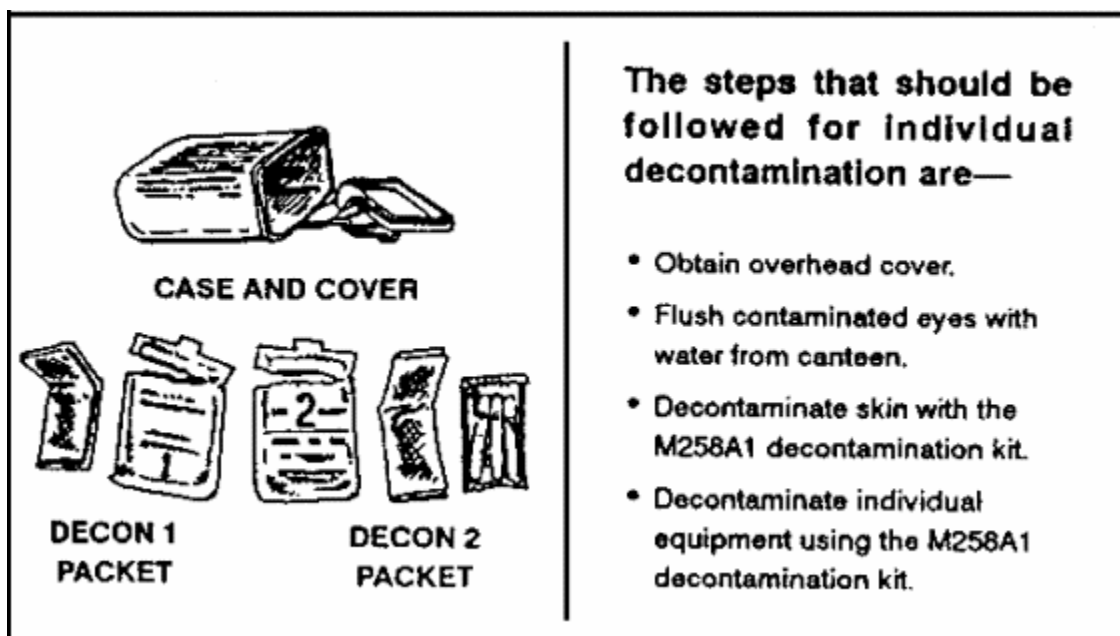 CASE AND COVER
1
-2-
DECON 1
PACKET
DECON 2
PACKET
The steps that should be
followed for individual
decontamination are—
• Obtain overhead cover.
• Flush contaminated eyes with
water from canteen.
• Decontaminate skin with the
M258A1 decontamination kit.
• Decontaminate individual
equipment using the M258A1
decontamination kit.